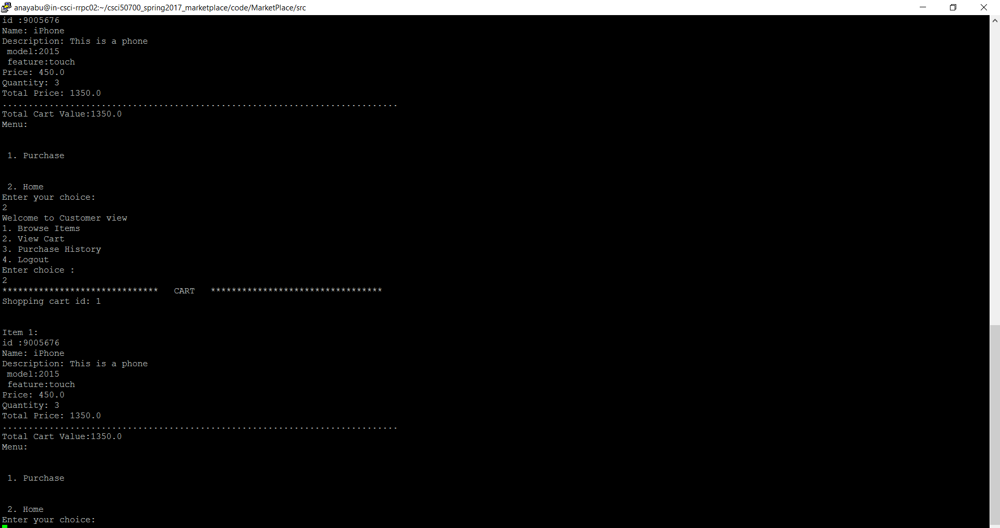 anayabu@in-csci-rrpc02:~/csci50700_spring2017_marketplace/code/MarketPlace/src
id :9005676
Name: iPhone
Description: This is a phone
model:2015
feature:touch
Price: 450.0
Quantity: 3
Total Price: 1350.0
............................................................................
Total Cart Value:1350.0
Menu:
1. Purchase
2. Home
Enter your choice:
2
Welcome to Customer view
1. Browse Items
2. View Cart
3. Purchase History
4. Logout
Enter choice :
2
******************************   CART   *********************************
Shopping cart id: 1
Item 1:
id :9005676
Name: iPhone
Description: This is a phone
model:2015
feature:touch
Price: 450.0
Quantity: 3
Total Price: 1350.0
............................................................................
Total Cart Value:1350.0
Menu:
1. Purchase
2. Home
Enter your choice: